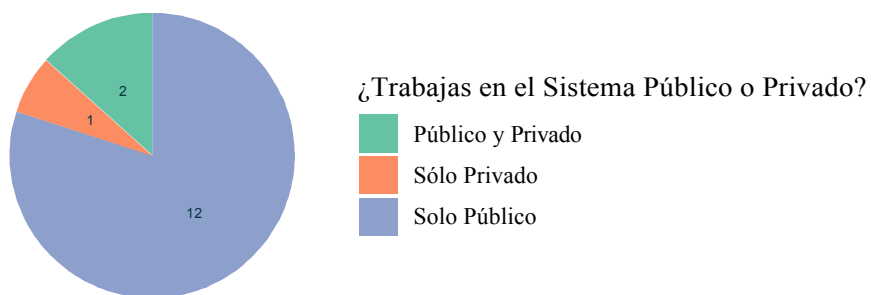 2
1
12
¿Trabajas en el Sistema Público o Privado?
Público y Privado
Sólo Privado
Solo Público